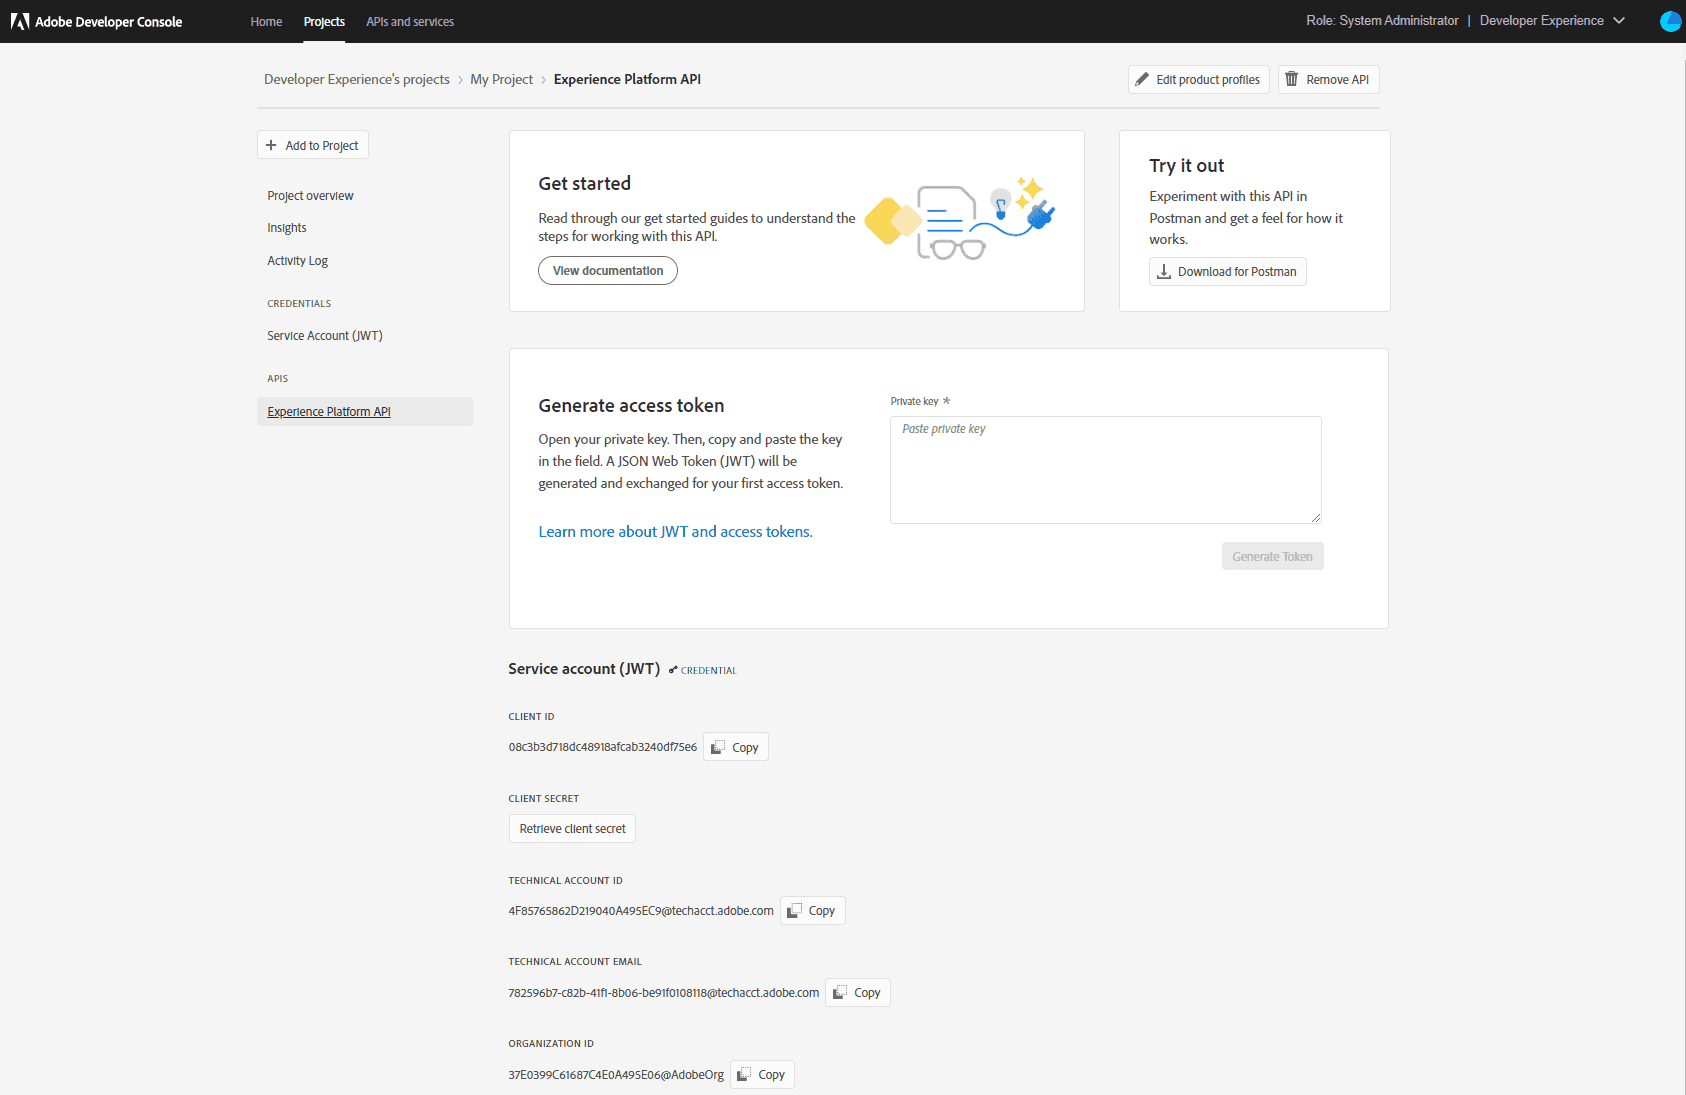 Adobe Developer Console
Home
Projects
APIs and services
Role: System Administrator | Developer Experience
Developer Experience's projects > My Project > Experience Platform API
Edit product profiles
Remove API
Add to Project
Project overview
Insights
Activity Log
CREDENTIALS
Service Account (JWT)
APIS
Experience Platform API
Get started
Read through our get started guides to understand the
steps for working with this API.
View documentation
Try it out
Experiment with this API in
Postman and get a feel for how it
works.
Download for Postman
Generate access token
Open your private key. Then, copy and paste the key
in the field. A JSON Web Token (JWT) will be
generated and exchanged for your first access token.
Learn more about JWT and access tokens.
Private key *
Paste private key
Generate Token
Service account (JWT) CREDENTIAL
CLIENT ID
08c3b3d718dc48918afcab3240df75e6 Copy
CLIENT SECRET
Retrieve client secret
TECHNICAL ACCOUNT ID
4F85765862D219040A495EC9@techacct.adobe.com Copy
TECHNICAL ACCOUNT EMAIL
782596b7-c82b-41f1-8b06-be91f0108118@techacct.adobe.com Copy
ORGANIZATION ID
37E0399C61687C4E0A495E06@AdobeOrg Copy